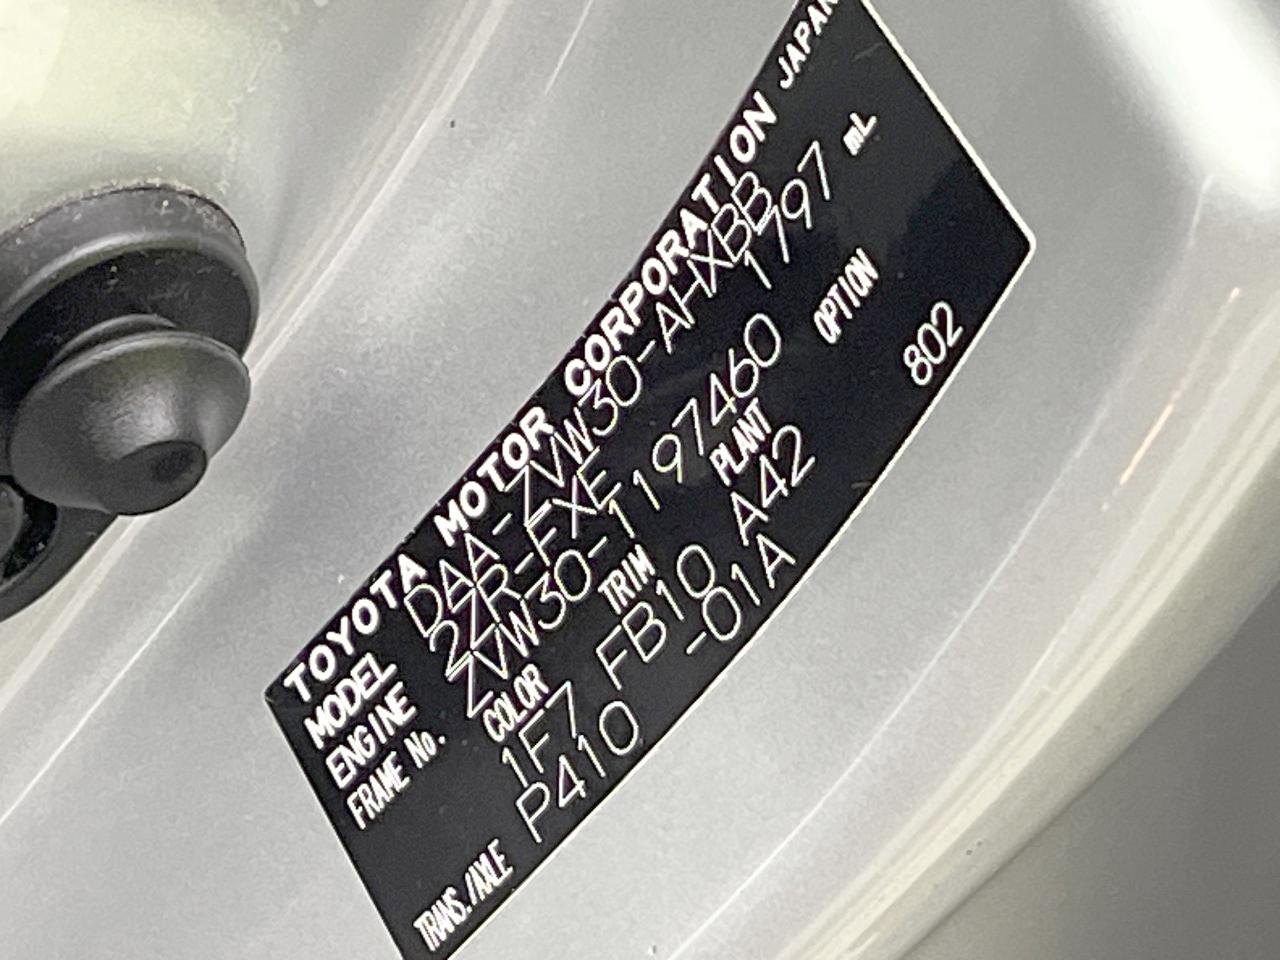 TOYOTA MOTOR CORPORATION JAPAN
MODEL DAA-ZVW30-AHXBB
ENGINE 2ZR-FXE 1797 mL
FRAME No. ZVW30-1197460
COLOR TRIM PLANT OPTION
1F7 FB10 A42 802
TRANS./AXLE P410 -01A